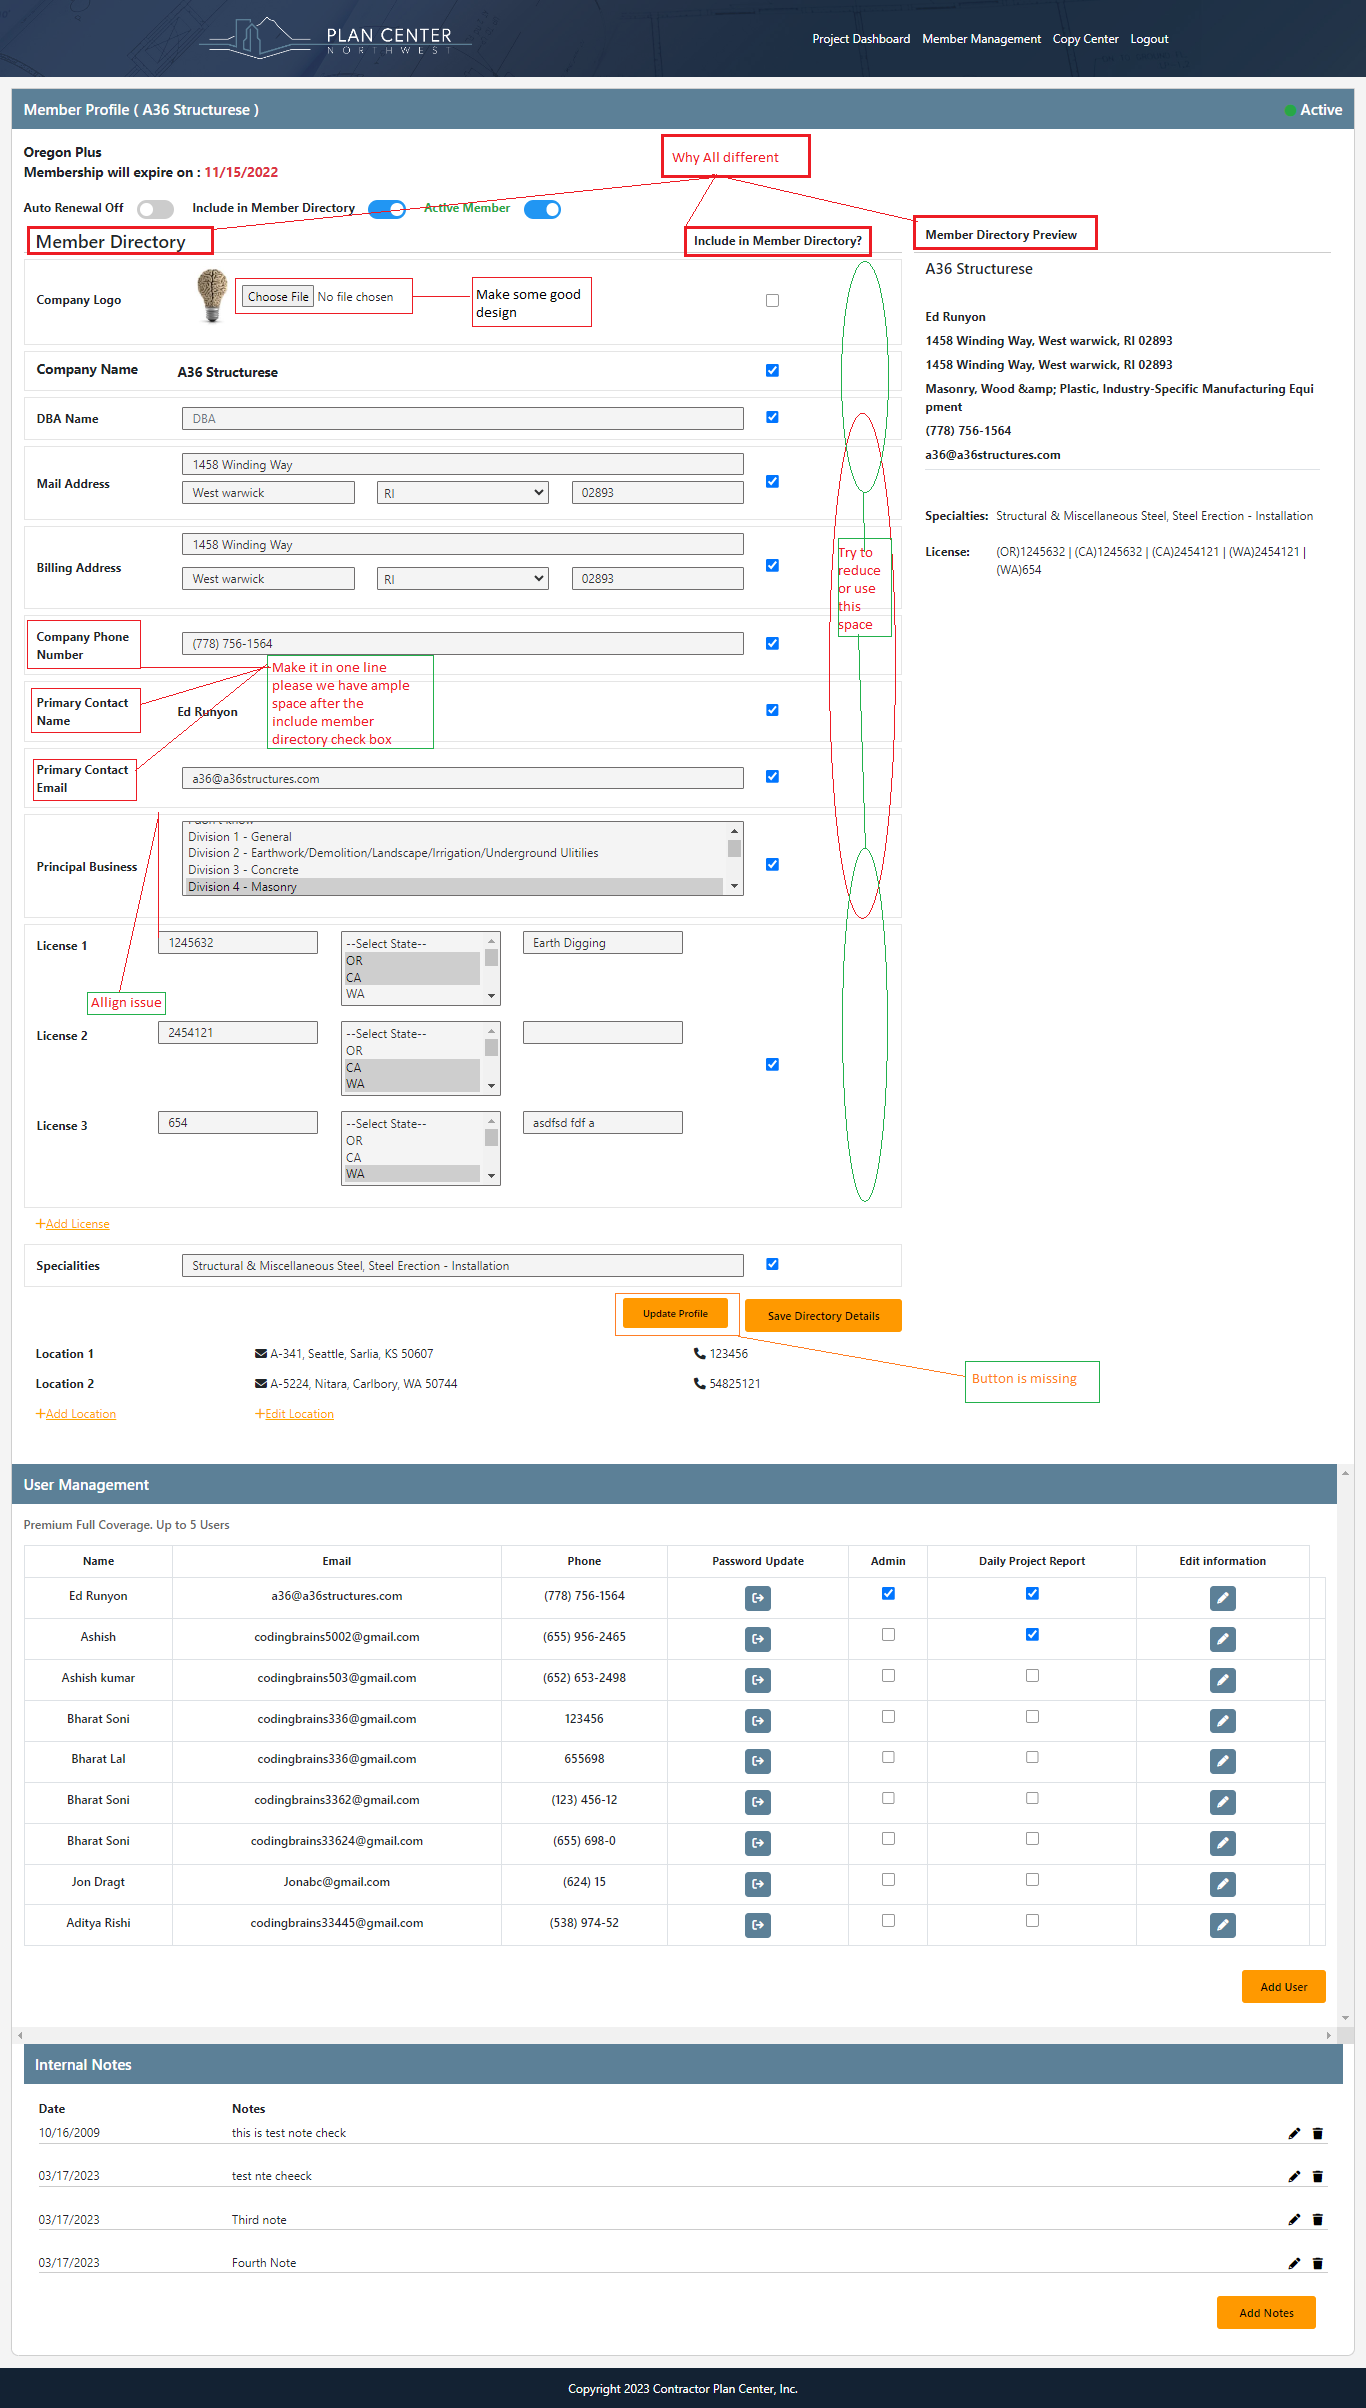 PLAN CENTER
NORTHWEST
Project Dashboard Member Management Copy Center Logout
Member Profile ( A36 Structurese )
Active
Oregon Plus
Membership will expire on : 11/15/2022
Why All different
Auto Renewal Off Include in Member Directory Active Member
Member Directory
Include in Member Directory?
Member Directory Preview
Company Logo
Choose File No file chosen
Make some good
design
Company Name
A36 Structurese
DBA Name
DBA
Mail Address
1458 Winding Way
West warwick
RI
02893
Billing Address
1458 Winding Way
West warwick
RI
02893
Try to
reduce
or use
this
space
Company Phone
Number
(778) 756-1564
Make it in one line
please we have ample
space after the
include member
directory check box
Primary Contact
Name
Ed Runyon
Primary Contact
Email
a36@a36structures.com
Principal Business
Division 1 - General
Division 2 - Earthwork/Demolition/Landscape/Irrigation/Underground Ulitilies
Division 3 - Concrete
Division 4 - Masonry
License 1
1245632
--Select State--
OR
CA
WA
Earth Digging
Allign issue
License 2
2454121
--Select State--
OR
CA
WA
License 3
654
--Select State--
OR
CA
WA
asdfsd fdf a
+Add License
Specialities
Structural & Miscellaneous Steel, Steel Erection - Installation
Update Profile
Save Directory Details
Button is missing
Location 1
A-341, Seattle, Sarlia, KS 50607
123456
Location 2
A-5224, Nitara, Carlbory, WA 50744
54825121
+Add Location
+Edit Location
A36 Structurese
Ed Runyon
1458 Winding Way, West warwick, RI 02893
1458 Winding Way, West warwick, RI 02893
Masonry, Wood &amp; Plastic, Industry-Specific Manufacturing Equi
pment
(778) 756-1564
a36@a36structures.com
Specialties: Structural & Miscellaneous Steel, Steel Erection - Installation
License: (OR)1245632 | (CA)1245632 | (CA)2454121 | (WA)2454121 |
(WA)654
User Management
Premium Full Coverage. Up to 5 Users
Name Email Phone Password Update Admin Daily Project Report Edit information
Ed Runyon a36@a36structures.com (778) 756-1564
Ashish codingbrains5002@gmail.com (655) 956-2465
Ashish kumar codingbrains503@gmail.com (652) 653-2498
Bharat Soni codingbrains336@gmail.com 123456
Bharat Lal codingbrains336@gmail.com 655698
Bharat Soni codingbrains3362@gmail.com (123) 456-12
Bharat Soni codingbrains33624@gmail.com (655) 698-0
Jon Dragt Jonabc@gmail.com (624) 15
Aditya Rishi codingbrains33445@gmail.com (538) 974-52
Add User
Internal Notes
Date Notes
10/16/2009 this is test note check
03/17/2023 test nte cheeck
03/17/2023 Third note
03/17/2023 Fourth Note
Add Notes
Copyright 2023 Contractor Plan Center, Inc.